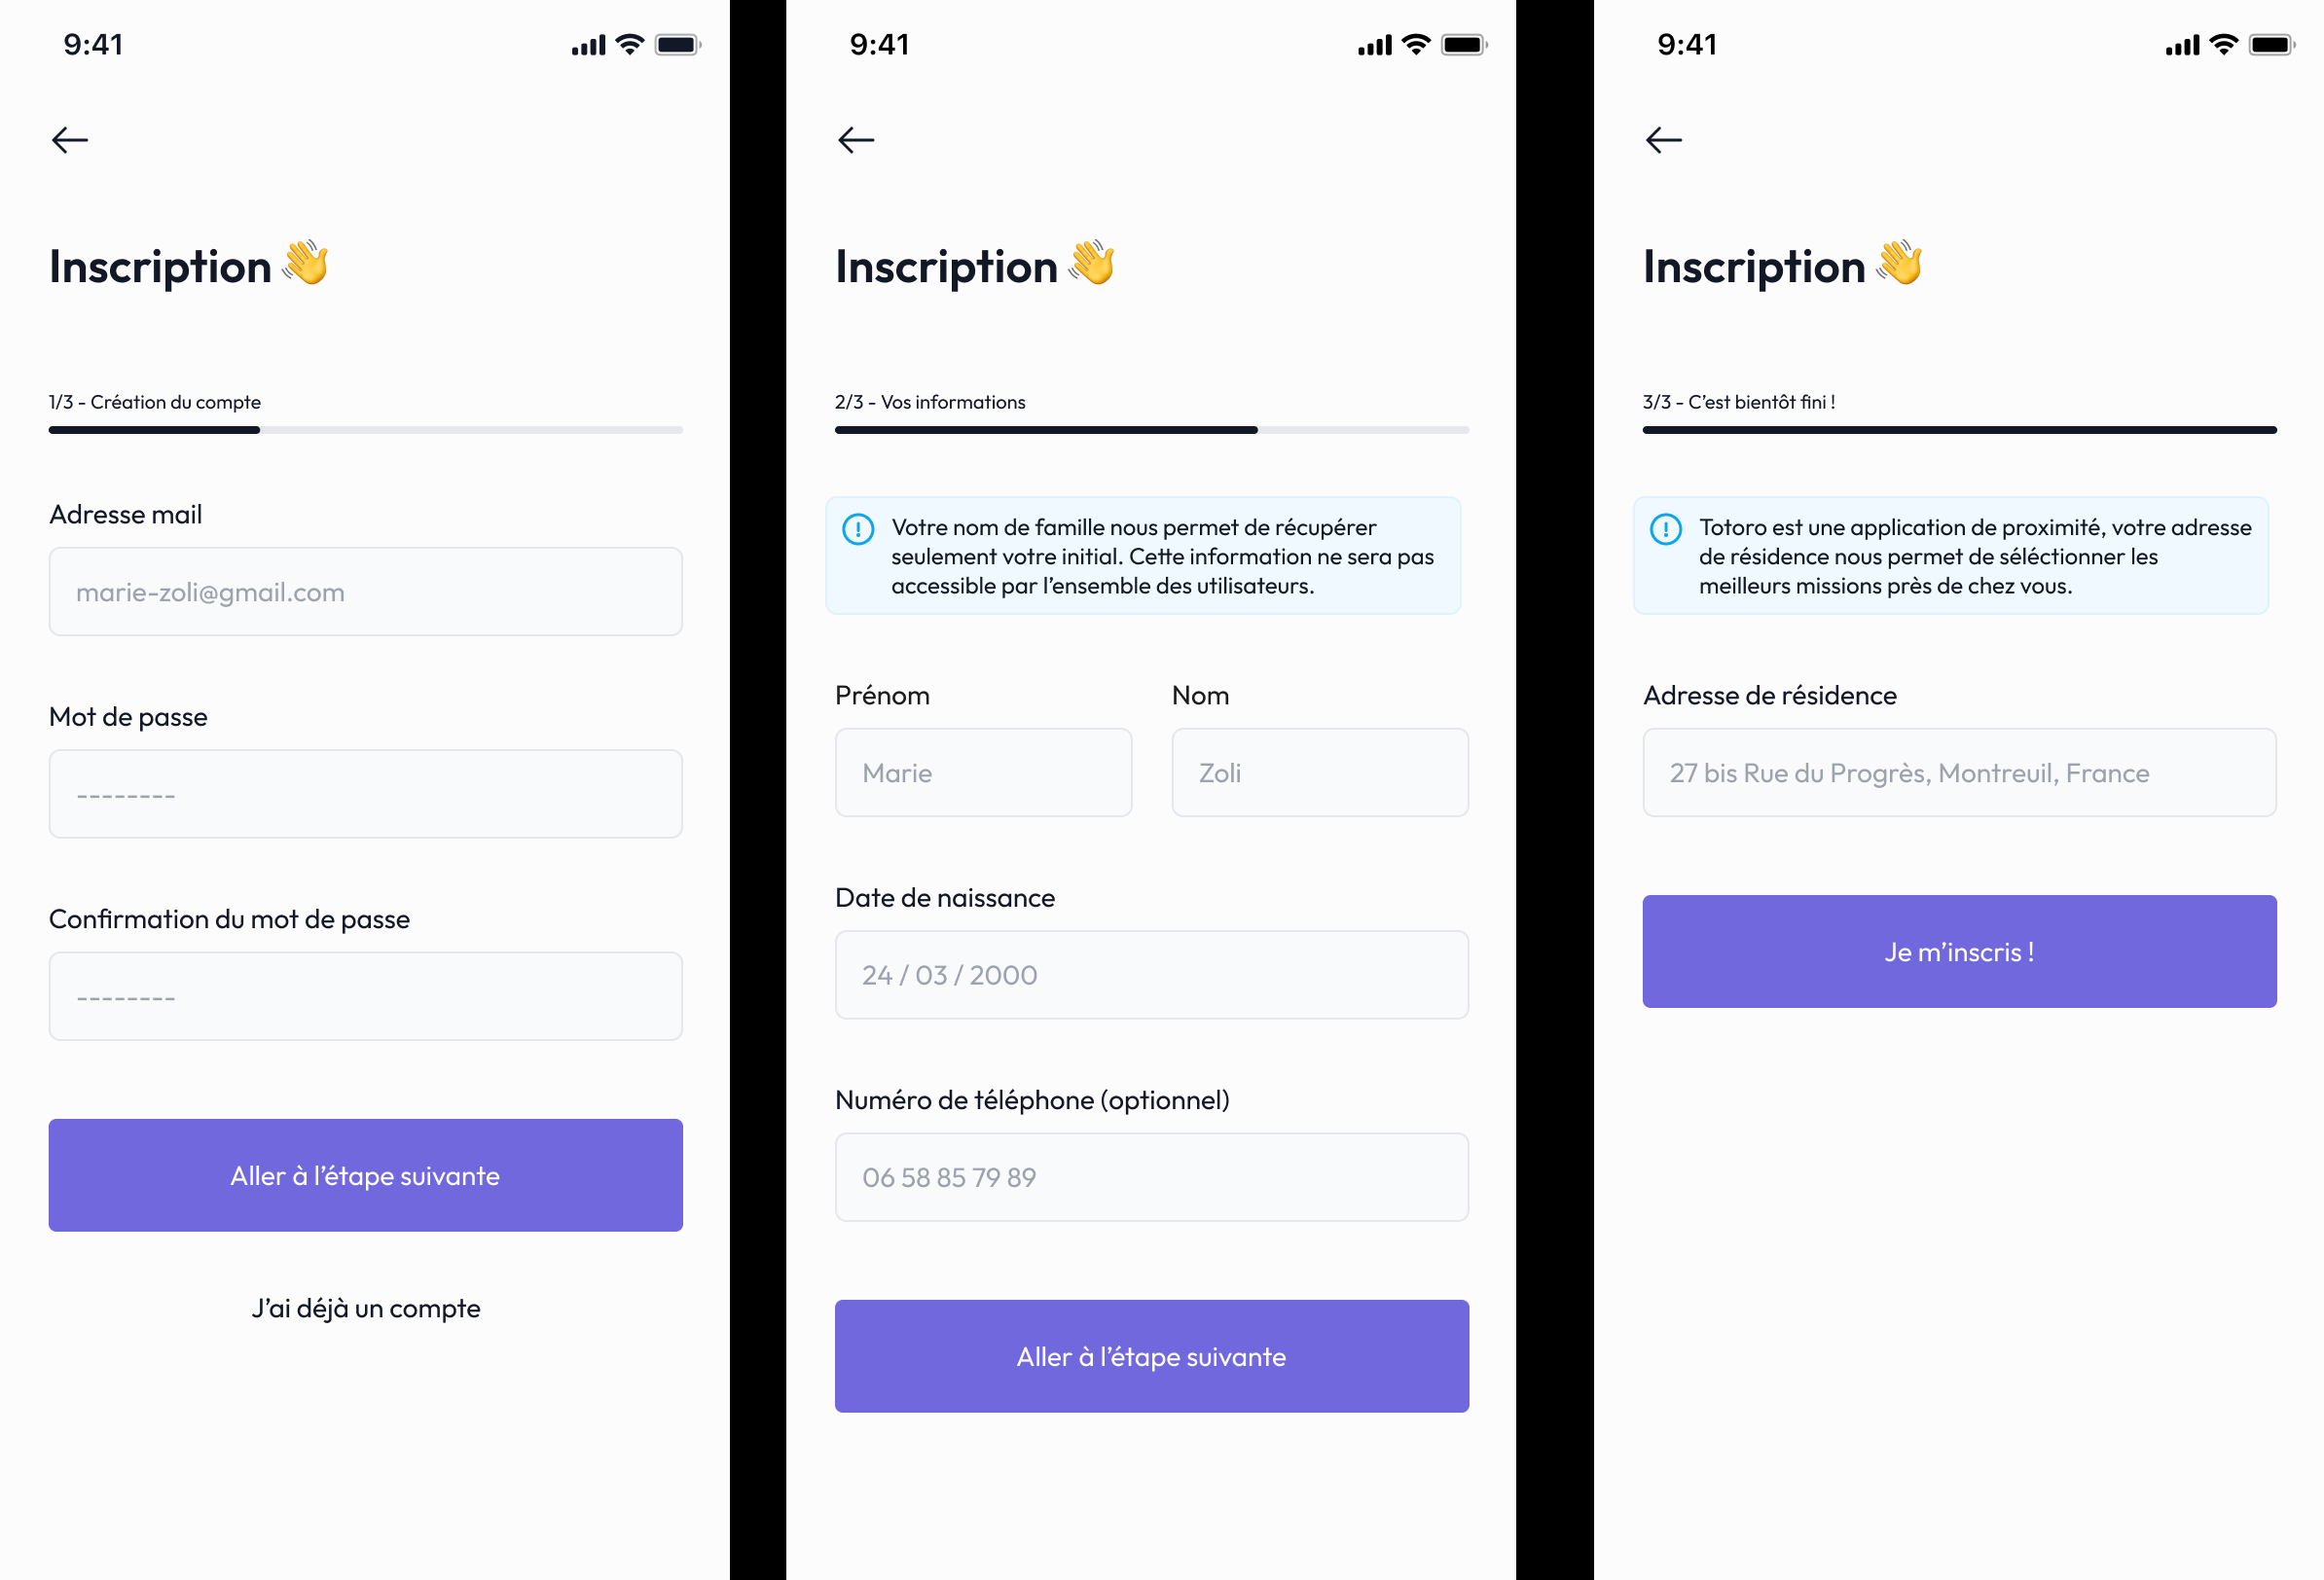 9:41
Inscription 👋
1/3 - Création du compte
Adresse mail
marie-zoli@gmail.com
Mot de passe
--------
Confirmation du mot de passe
--------
Aller à l’étape suivante
J’ai déjà un compte
9:41
Inscription 👋
2/3 - Vos informations
Votre nom de famille nous permet de récupérer
seulement votre initial. Cette information ne sera pas
accessible par l’ensemble des utilisateurs.
Prénom
Nom
Marie
Zoli
Date de naissance
24 / 03 / 2000
Numéro de téléphone (optionnel)
06 58 85 79 89
Aller à l’étape suivante
9:41
Inscription 👋
3/3 - C’est bientôt fini !
Totoro est une application de proximité, votre adresse
de résidence nous permet de séléctionner les
meilleurs missions près de chez vous.
Adresse de résidence
27 bis Rue du Progrès, Montreuil, France
Je m’inscris !